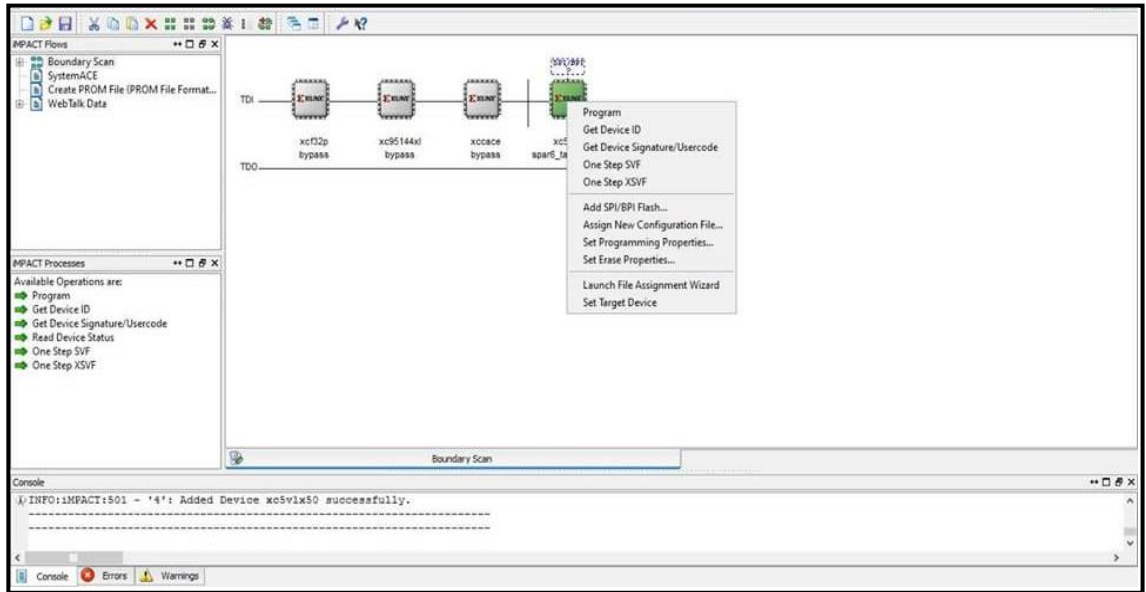 iMPACT Flows
Boundary Scan
SystemACE
Create PROM File (PROM File Format...
WebTalk Data
TDI
XILINX
XILINX
XILINX
xcf32p
bypass
xc95144xl
bypass
xccace
bypass
TDO
Program
Get Device ID
Get Device Signature/Usercode
One Step SVF
One Step XSVF
Add SPI/BPI Flash...
Assign New Configuration File...
Set Programming Properties...
Set Erase Properties...
Launch File Assignment Wizard
Set Target Device
iMPACT Processes
Available Operations are:
Program
Get Device ID
Get Device Signature/Usercode
Read Device Status
One Step SVF
One Step XSVF
Boundary Scan
Console
INFO:iMPACT:501 - '4': Added Device xc5vlx50 successfully.
----------------------------------------------------------------------
----------------------------------------------------------------------
Console
Errors
Warnings